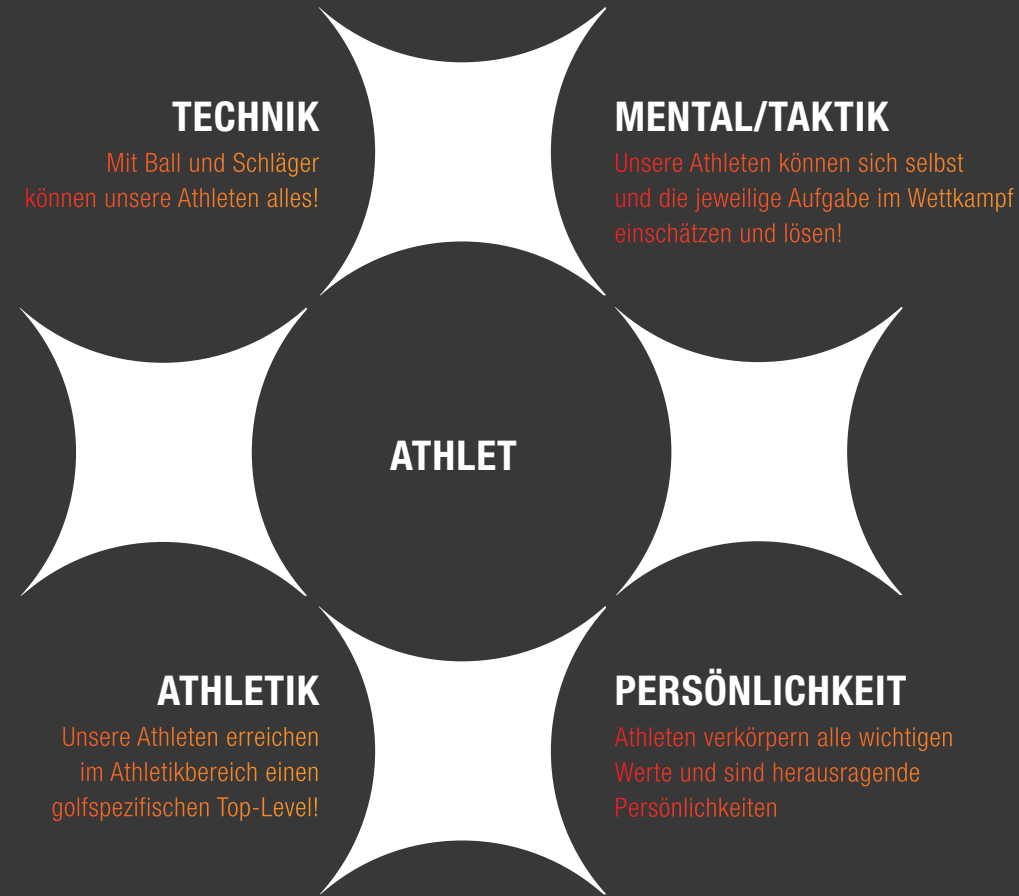 TECHNIK
Mit Ball und Schläger
können unsere Athleten alles!
MENTAL/TAKTIK
Unsere Athleten können sich selbst
und die jeweilige Aufgabe im Wettkampf
einschätzen und lösen!
ATHLET
ATHLETIK
Unsere Athleten erreichen
im Athletikbereich einen
golfspezifischen Top-Level!
PERSÖNLICHKEIT
Athleten verkörpern alle wichtigen
Werte und sind herausragende
Persönlichkeiten